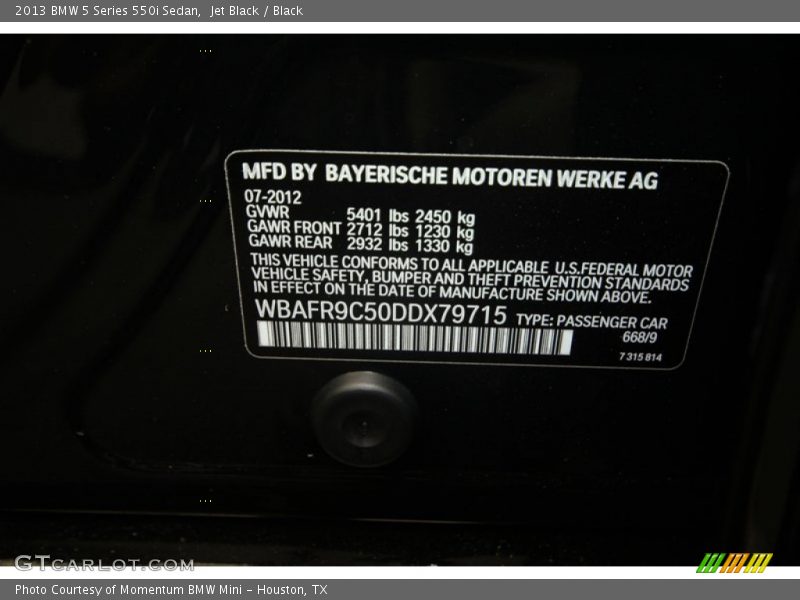 2013 BMW 5 Series 550i Sedan, Jet Black / Black
MFD BY BAYERISCHE MOTOREN WERKE AG
07-2012
GVWR 5401 lbs 2450 kg
GAWR FRONT 2712 lbs 1230 kg
GAWR REAR 2932 lbs 1330 kg
THIS VEHICLE CONFORMS TO ALL APPLICABLE U.S.FEDERAL MOTOR
VEHICLE SAFETY, BUMPER AND THEFT PREVENTION STANDARDS
IN EFFECT ON THE DATE OF MANUFACTURE SHOWN ABOVE.
WBAFR9C50DDX79715 TYPE: PASSENGER CAR
668/9
7 315 814
GTCARLOT.COM
Photo Courtesy of Momentum BMW Mini - Houston, TX